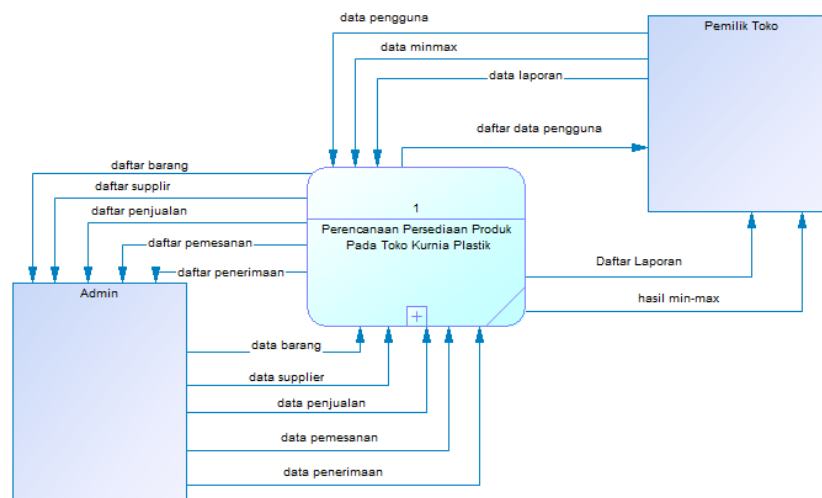 data pengguna
Pemilik Toko
data minmax
data laporan
daftar data pengguna
daftar barang
daftar supplir
daftar penjualan
daftar pemesanan
daftar penerimaan
1
Perencanaan Persediaan Produk
Pada Toko Kurnia Plastik
Daftar Laporan
hasil min-max
Admin
data barang
data supplier
data penjualan
data pemesanan
data penerimaan